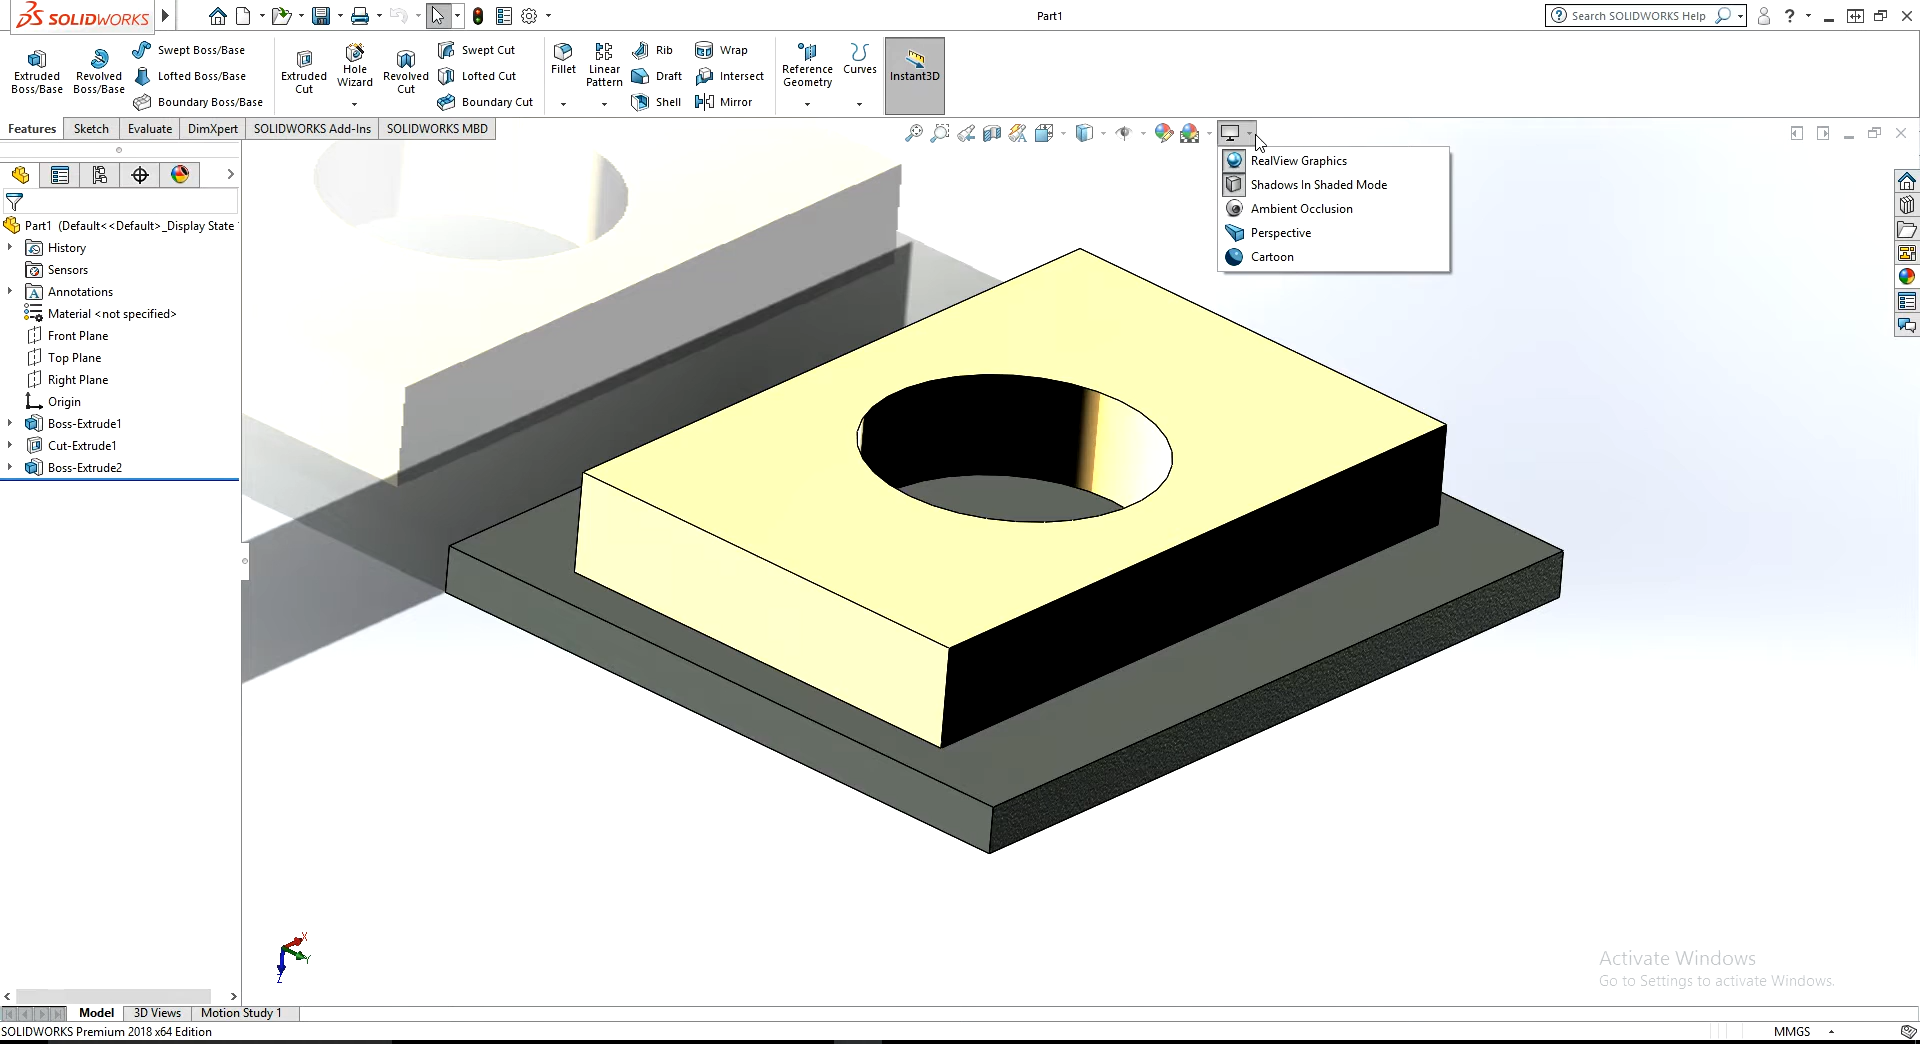 SOLIDWORKS
Part1
Search SOLIDWORKS Help
?
Extruded Boss/Base
Revolved Boss/Base
Swept Boss/Base
Lofted Boss/Base
Boundary Boss/Base
Extruded Cut
Hole Wizard
Revolved Cut
Swept Cut
Lofted Cut
Boundary Cut
Fillet
Linear Pattern
Rib
Draft
Shell
Wrap
Intersect
Mirror
Reference Geometry
Curves
Instant3D
Features
Sketch
Evaluate
DimXpert
SOLIDWORKS Add-Ins
SOLIDWORKS MBD
RealView Graphics
Shadows In Shaded Mode
Ambient Occlusion
Perspective
Cartoon
Part1 (Default<<Default>_Display State
History
Sensors
Annotations
Material <not specified>
Front Plane
Top Plane
Right Plane
Origin
Boss-Extrude1
Cut-Extrude1
Boss-Extrude2
X
Y
Z
Activate Windows
Go to Settings to activate Windows.
Model
3D Views
Motion Study 1
SOLIDWORKS Premium 2018 x64 Edition
MMGS